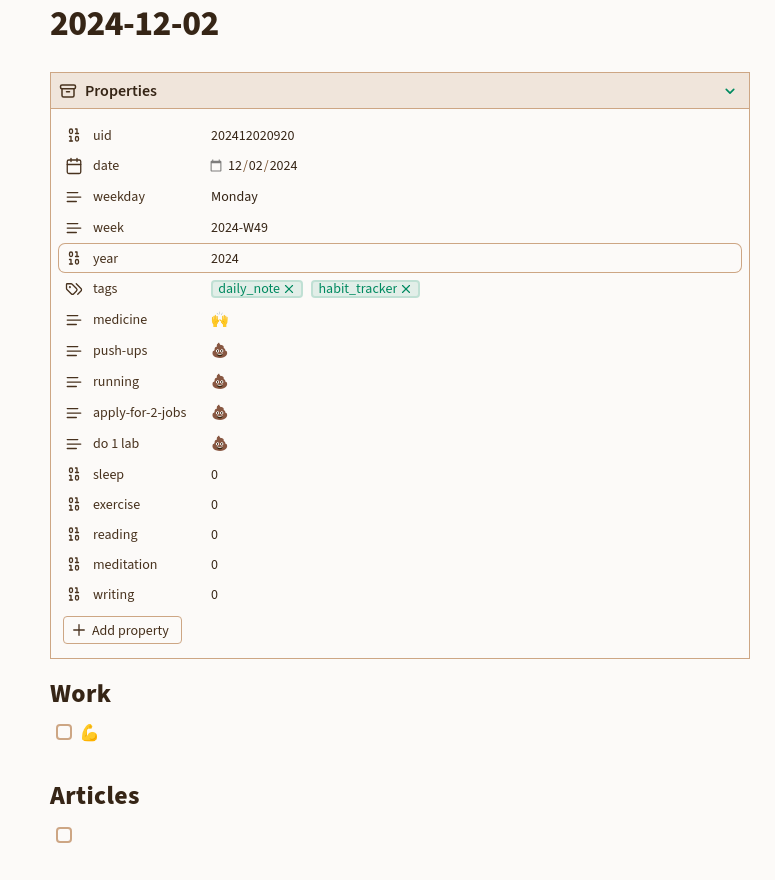 2024-12-02
Properties
uid 202412020920
date 12/02/2024
weekday Monday
week 2024-W49
year 2024
tags daily_note habit_tracker
medicine 🙌
push-ups 💩
running 💩
apply-for-2-jobs 💩
do 1 lab 💩
sleep 0
exercise 0
reading 0
meditation 0
writing 0
Add property
Work
💪
Articles